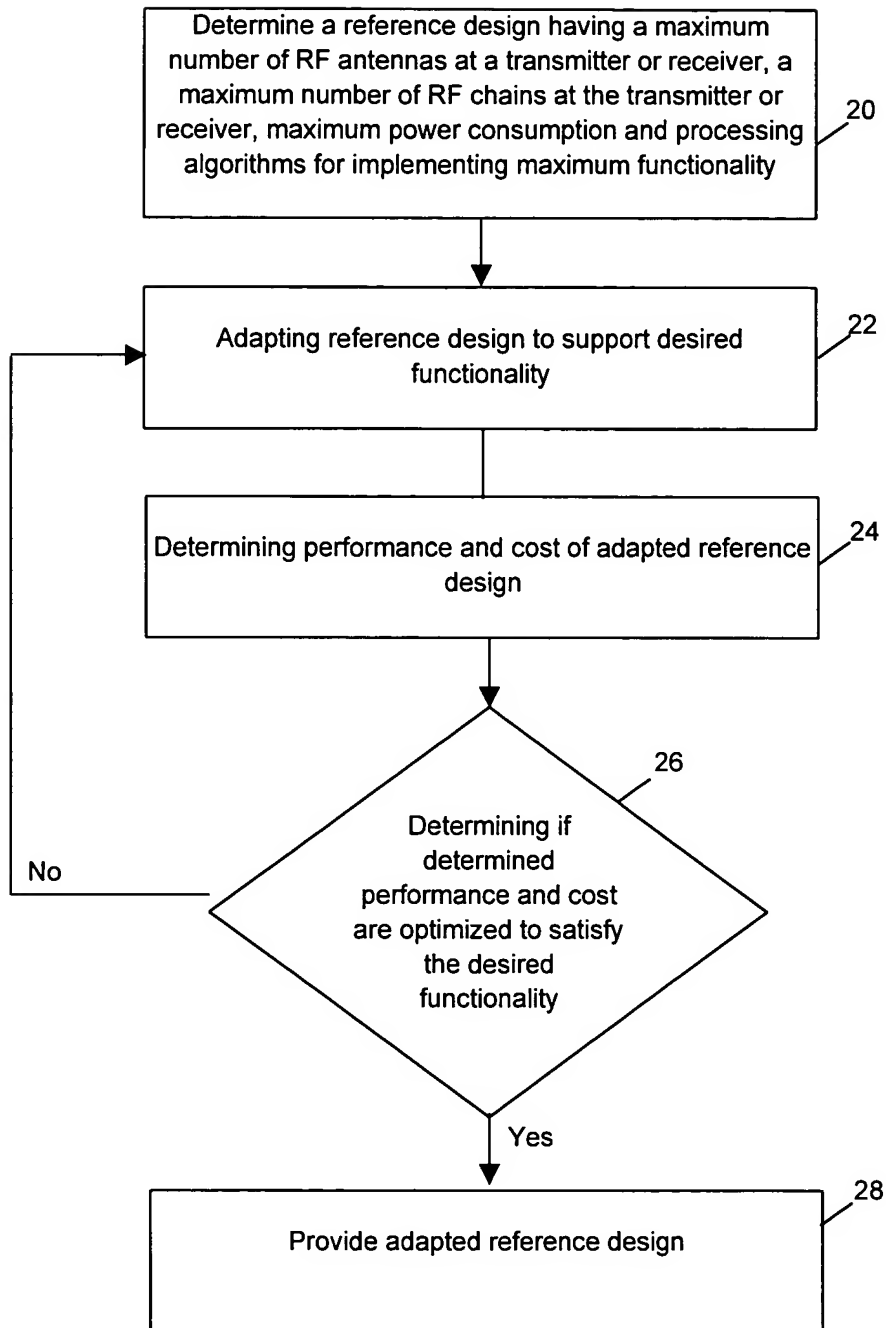 Determine a reference design having a maximum
number of RF antennas at a transmitter or receiver, a
maximum number of RF chains at the transmitter or
receiver, maximum power consumption and processing
algorithms for implementing maximum functionality
20
Adapting reference design to support desired
functionality
22
Determining performance and cost of adapted reference
design
24
26
Determining if
determined
performance and cost
are optimized to satisfy
the desired
functionality
No
Yes
28
Provide adapted reference design